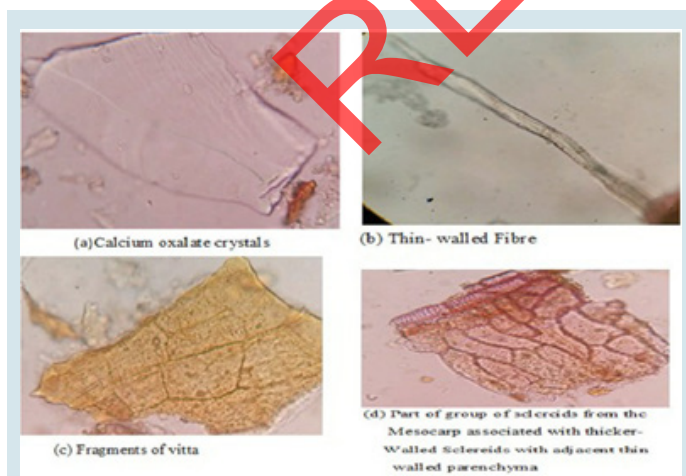 RE
(a)Calcium oxalate crystals
(b) Thin- walled Fibre
(c) Fragments of vitta
(d) Part of group of sclereids from the
Mesocarp associated with thicker-
Walled Sclereids with adjacent thin
walled parenchyma